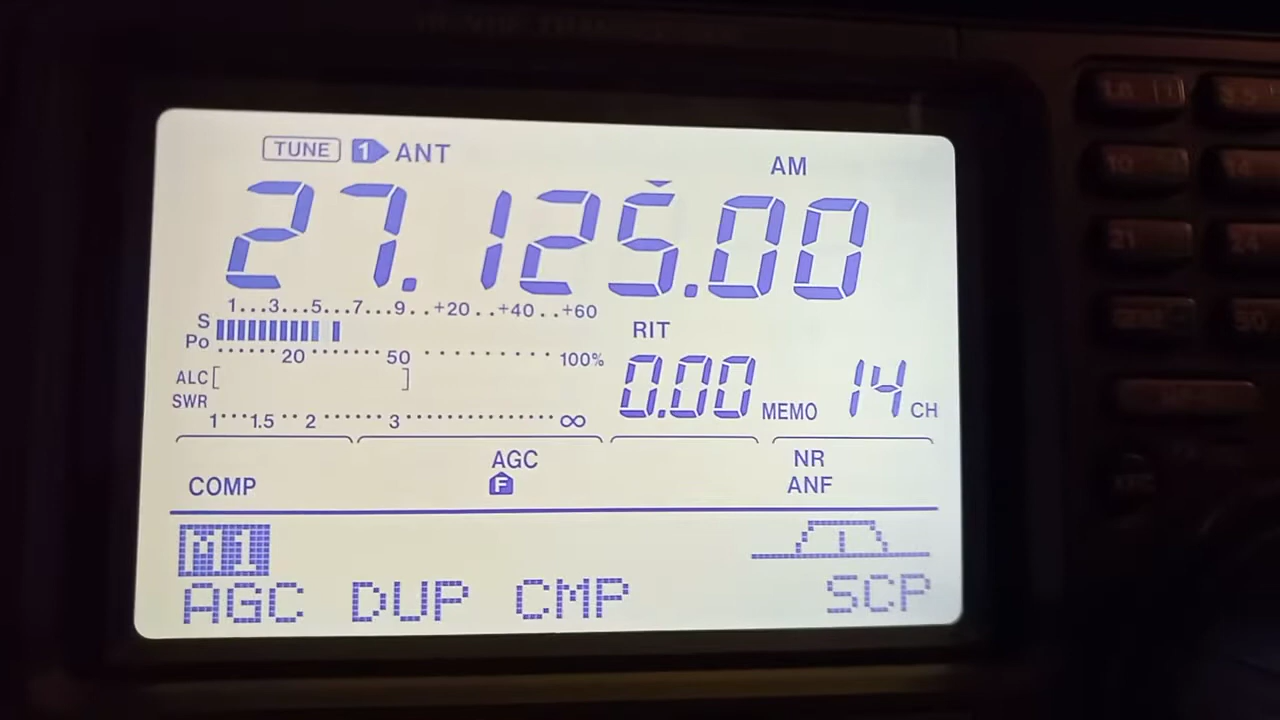 TUNE 1 ANT AM
27.125.00
1...3...5...7...9..+20..+40..+60
S
Po
20 50 100%
RIT
ALC
0.00 MEMO 14 CH
SWR
1 1.5 2 3 ∞
AGC NR
COMP F ANF
M1
AGC DUP CMP SCP
21